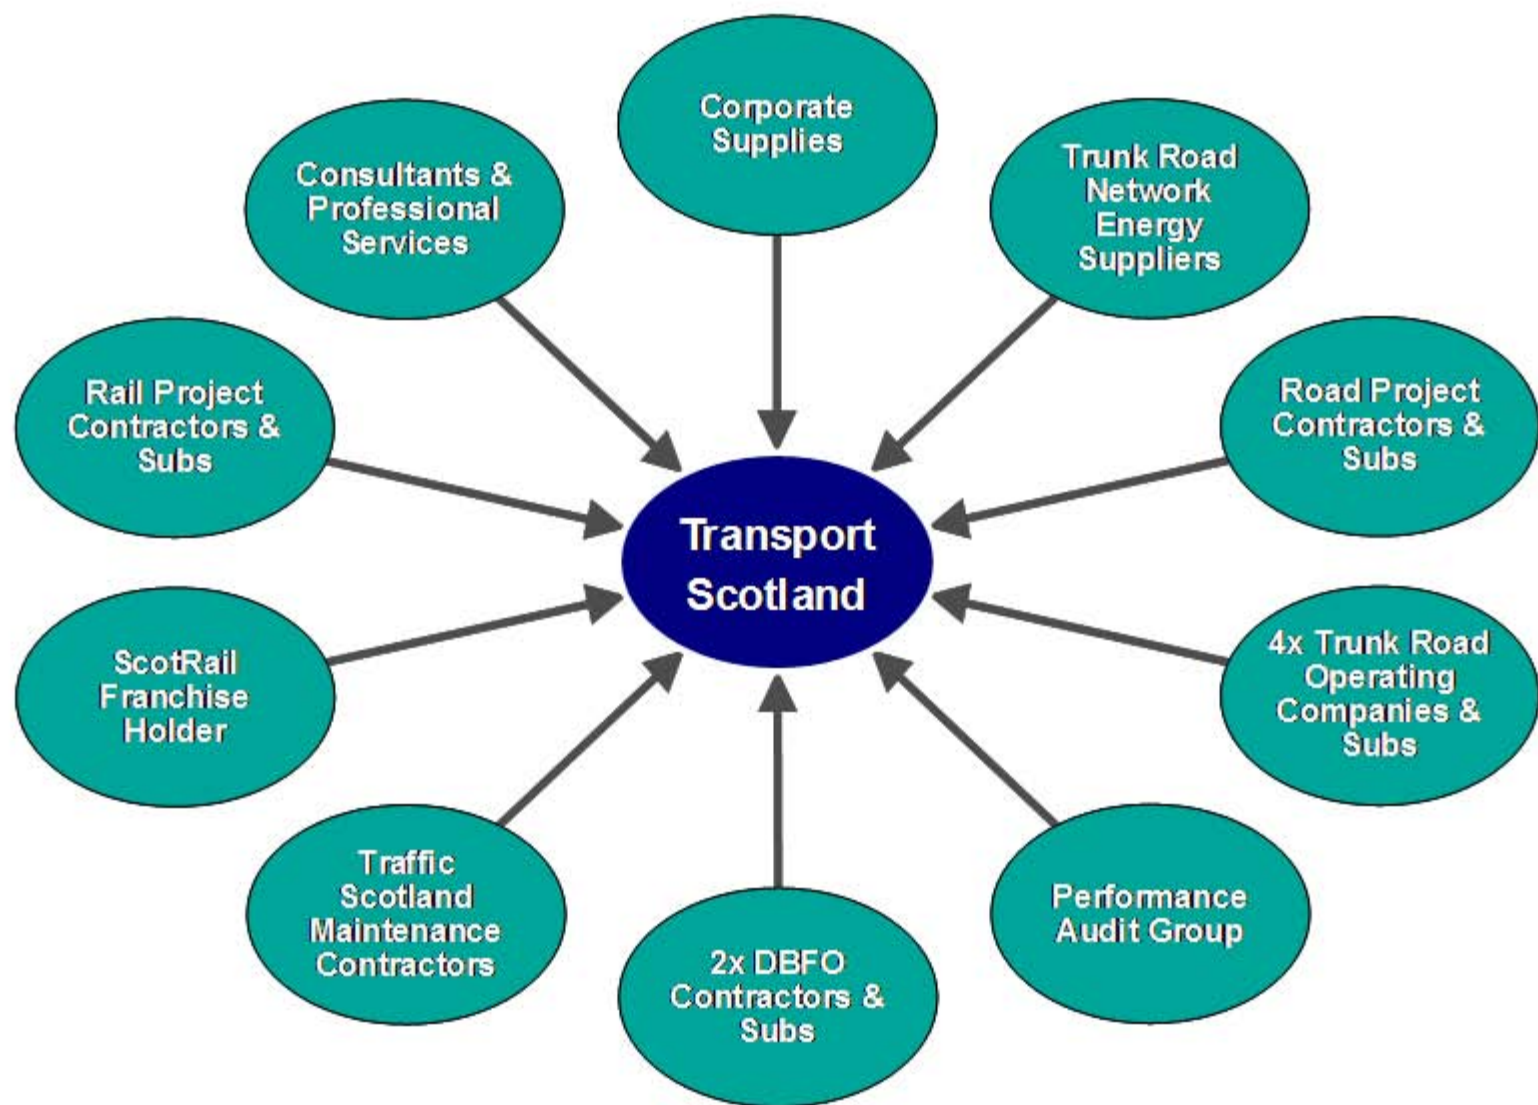 Corporate
Supplies
Trunk Road
Network
Energy
Suppliers
Consultants &
Professional
Services
Rail Project
Contractors &
Subs
Road Project
Contractors &
Subs
Transport
Scotland
ScotRail
Franchise
Holder
4x Trunk Road
Operating
Companies &
Subs
Traffic
Scotland
Maintenance
Contractors
2x DBFO
Contractors &
Subs
Performance
Audit Group